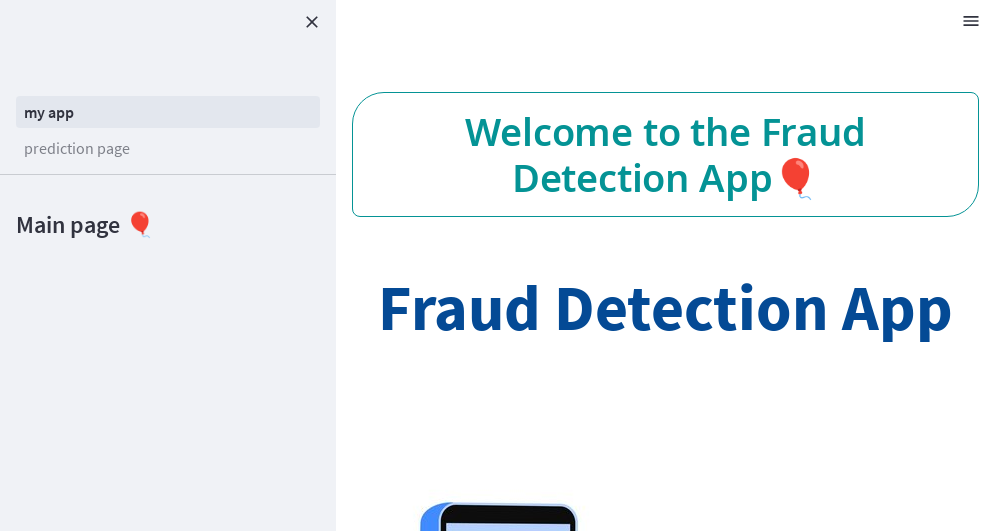 my app
prediction page
Main page 🎈
Welcome to the Fraud
Detection App🎈
Fraud Detection App